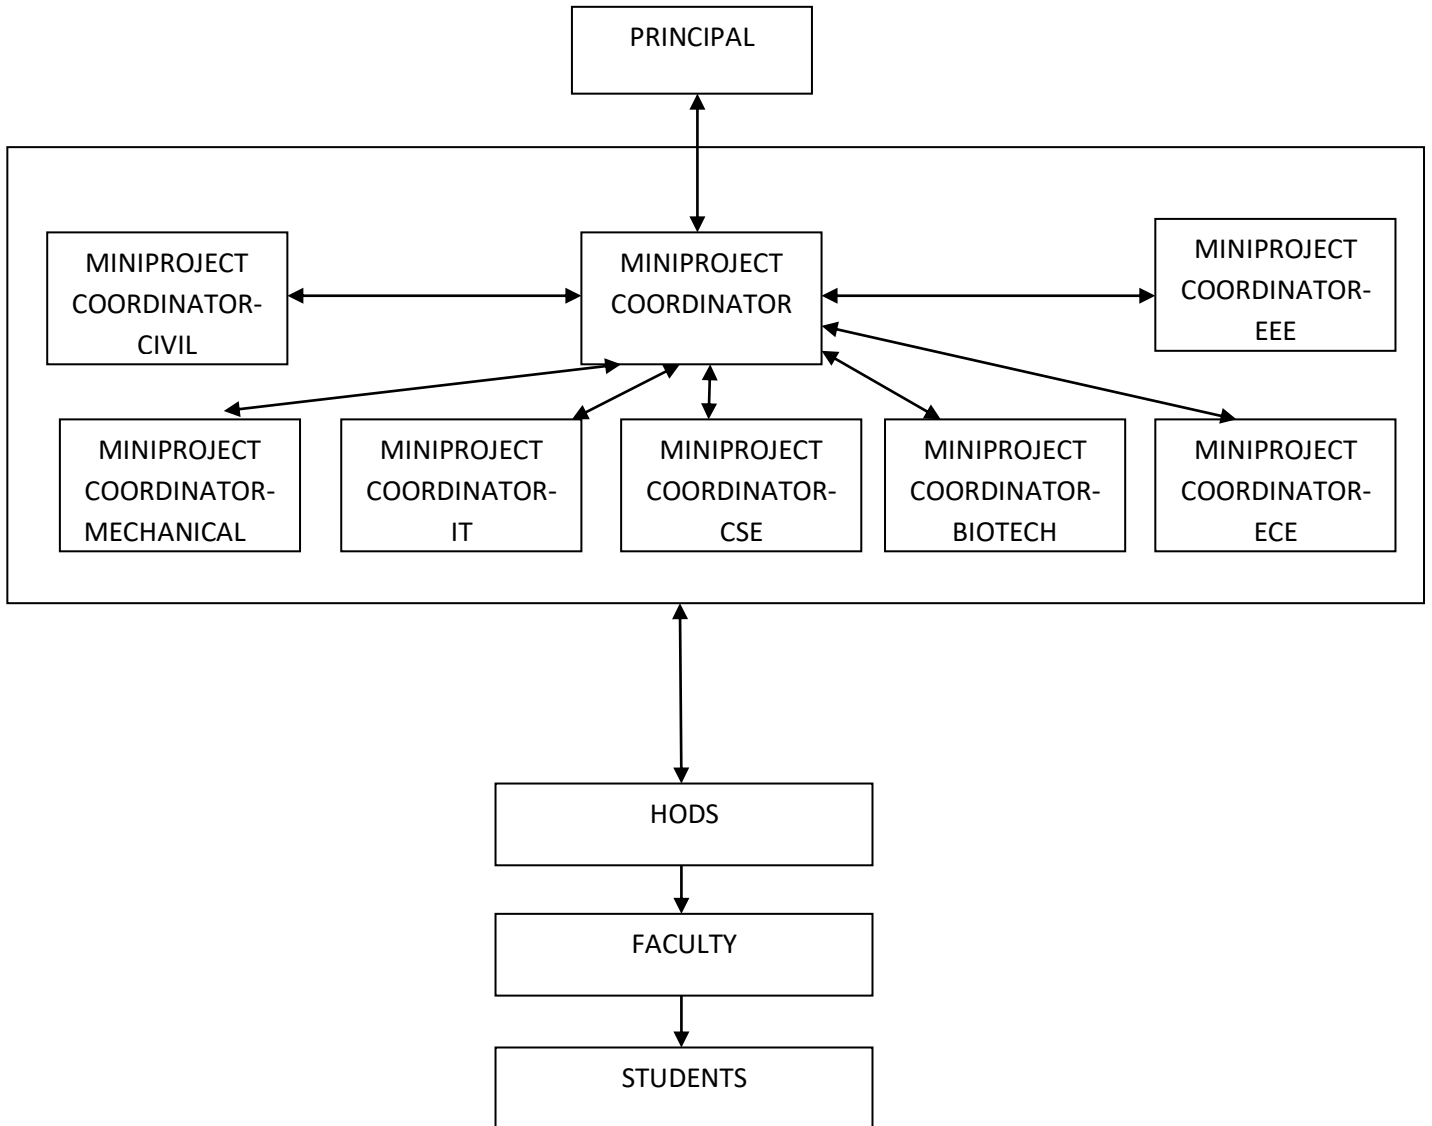 PRINCIPAL
MINIPROJECT
COORDINATOR-
CIVIL
MINIPROJECT
COORDINATOR
MINIPROJECT
COORDINATOR-
EEE
MINIPROJECT
COORDINATOR-
MECHANICAL
MINIPROJECT
COORDINATOR-
IT
MINIPROJECT
COORDINATOR-
CSE
MINIPROJECT
COORDINATOR-
BIOTECH
MINIPROJECT
COORDINATOR-
ECE
HODS
FACULTY
STUDENTS